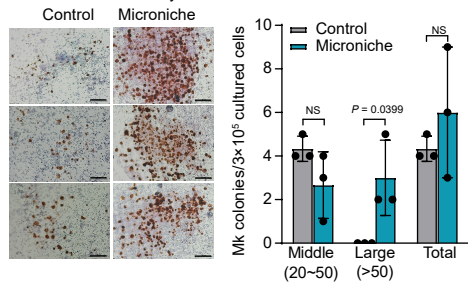 Control Microniche
Mk colonies/3×10⁵ cultured cells
10
8
6
4
2
0
Control
Microniche
NS
P = 0.0399
NS
Middle Large Total
(20~50) (>50)